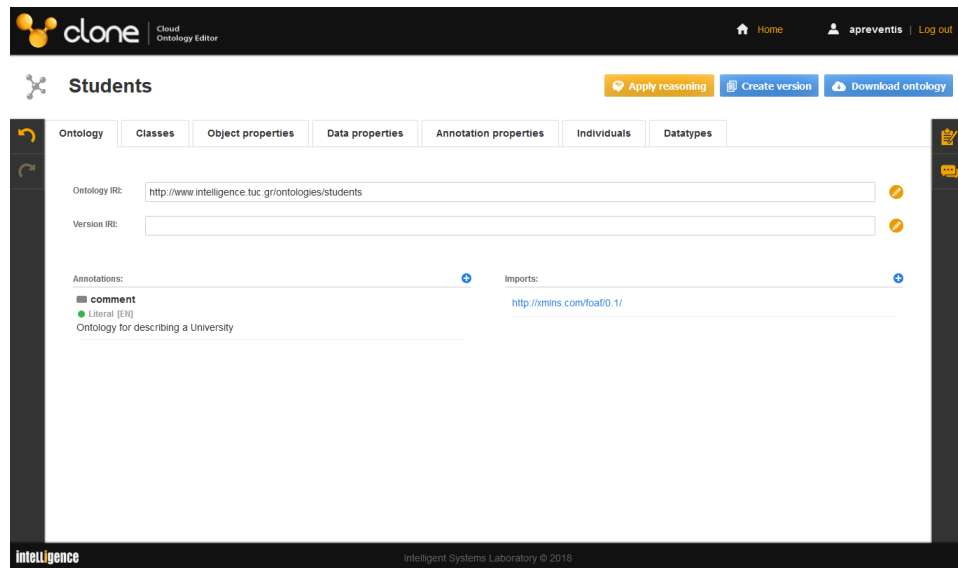 clone Cloud Ontology Editor
Home apreventis | Log out
Students
Apply reasoning Create version Download ontology
Ontology Classes Object properties Data properties Annotation properties Individuals Datatypes
Ontology IRI: http://www.intelligence.tuc.gr/ontologies/students
Version IRI:
Annotations:
comment
Literal [EN]
Ontology for describing a University
Imports:
http://xmlns.com/foaf/0.1/
intelligence
Intelligent Systems Laboratory © 2018